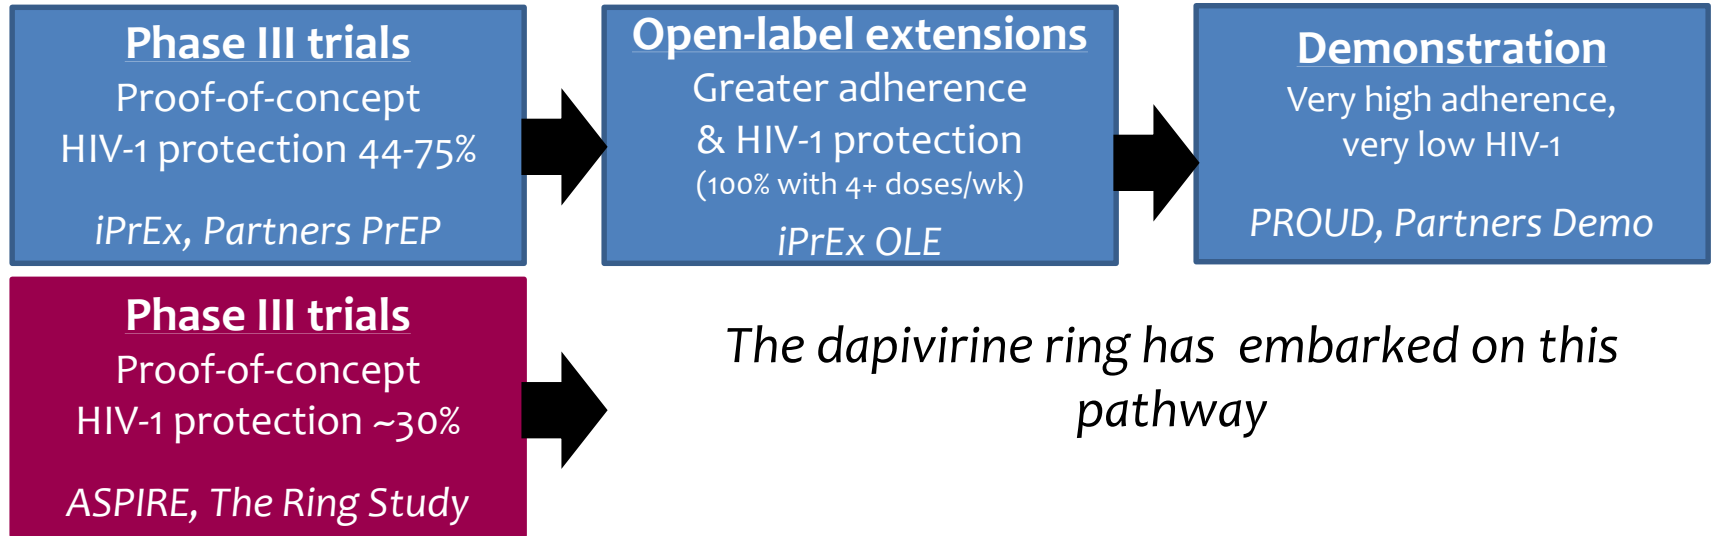 Phase III trials
Proof-of-concept
HIV-1 protection 44-75%
iPrEx, Partners PrEP
Open-label extensions
Greater adherence
& HIV-1 protection
(100% with 4+ doses/wk)
iPrEx OLE
Demonstration
Very high adherence,
very low HIV-1
PROUD, Partners Demo
Phase III trials
Proof-of-concept
HIV-1 protection ~30%
ASPIRE, The Ring Study
The dapivirine ring has embarked on this
pathway